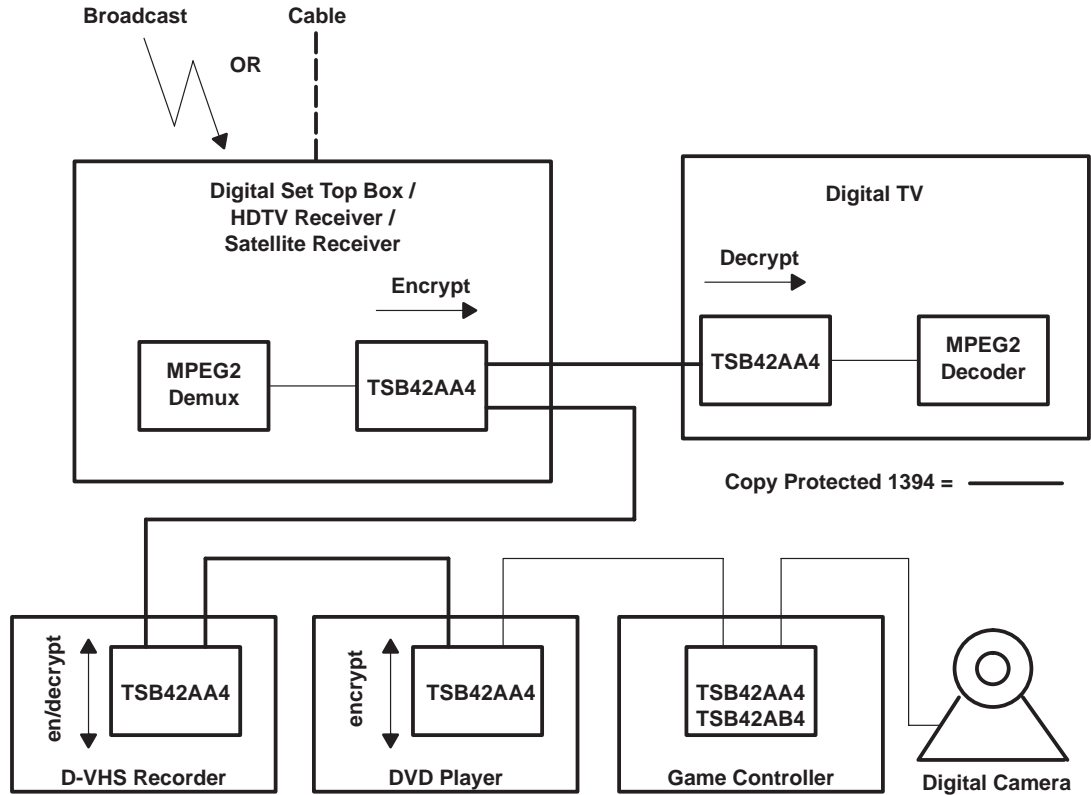 Broadcast
Cable
OR
Digital Set Top Box /
HDTV Receiver /
Satellite Receiver
Encrypt
MPEG2
Demux
TSB42AA4
Digital TV
Decrypt
TSB42AA4
MPEG2
Decoder
Copy Protected 1394 =
en/decrypt
TSB42AA4
D-VHS Recorder
encrypt
TSB42AA4
DVD Player
TSB42AA4
TSB42AB4
Game Controller
Digital Camera